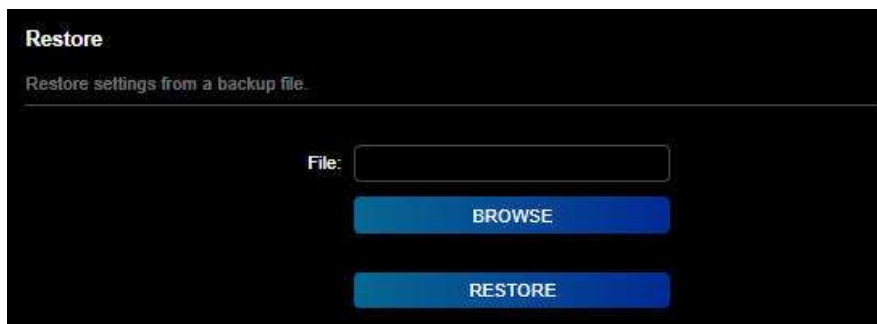 Restore
Restore settings from a backup file.
File:
BROWSE
RESTORE